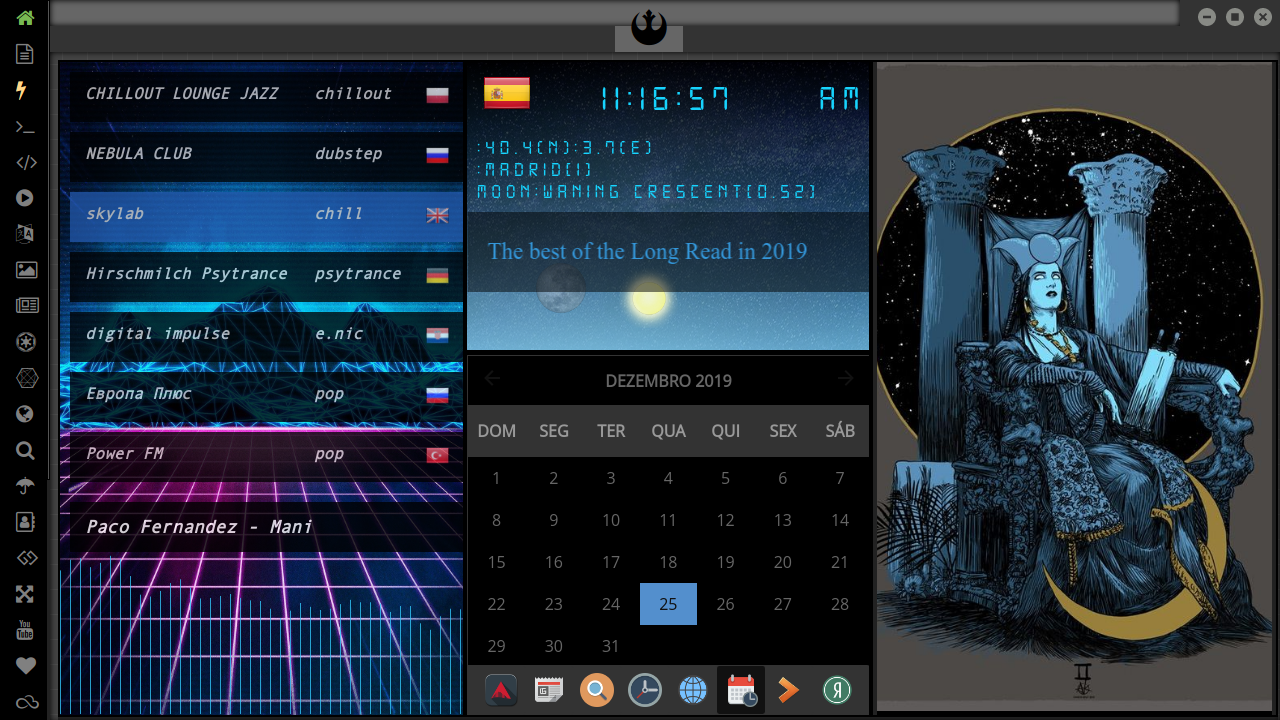 CHILLOUT LOUNGE JAZZ chillout
NEBULA CLUB dubstep
skylab chill
Hirschmilch Psytrance psytrance
digital impulse e.nic
Европа Плюс pop
Power FM pop
Paco Fernandez - Mani
11:16:57 AM
:40.4(N):3.7(E)
:MADRID(1)
MOON:WANING CRESCENT(0.52)
The best of the Long Read in 2019
DEZEMBRO 2019
DOM SEG TER QUA QUI SEX SÁB
1 2 3 4 5 6 7
8 9 10 11 12 13 14
15 16 17 18 19 20 21
22 23 24 25 26 27 28
29 30 31
Я
You
Tube
II